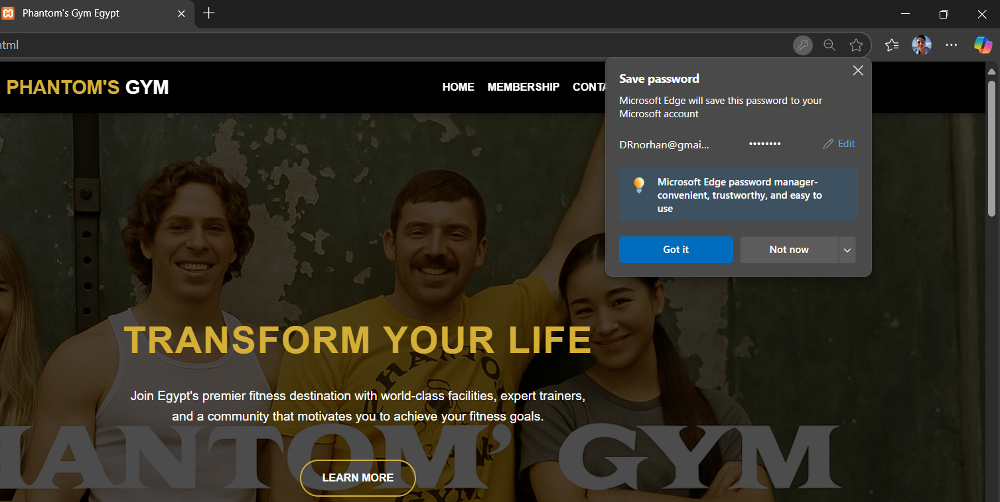 Phantom's Gym Egypt
html
PHANTOM'S GYM
HOME MEMBERSHIP CONTA
Save password
Microsoft Edge will save this password to your
Microsoft account
DRnorhan@gmai... •••••••• Edit
Microsoft Edge password manager-
convenient, trustworthy, and easy to
use
Got it Not now
TRANSFORM YOUR LIFE
Join Egypt's premier fitness destination with world-class facilities, expert trainers,
and a community that motivates you to achieve your fitness goals.
HANTOM' GYM
LEARN MORE